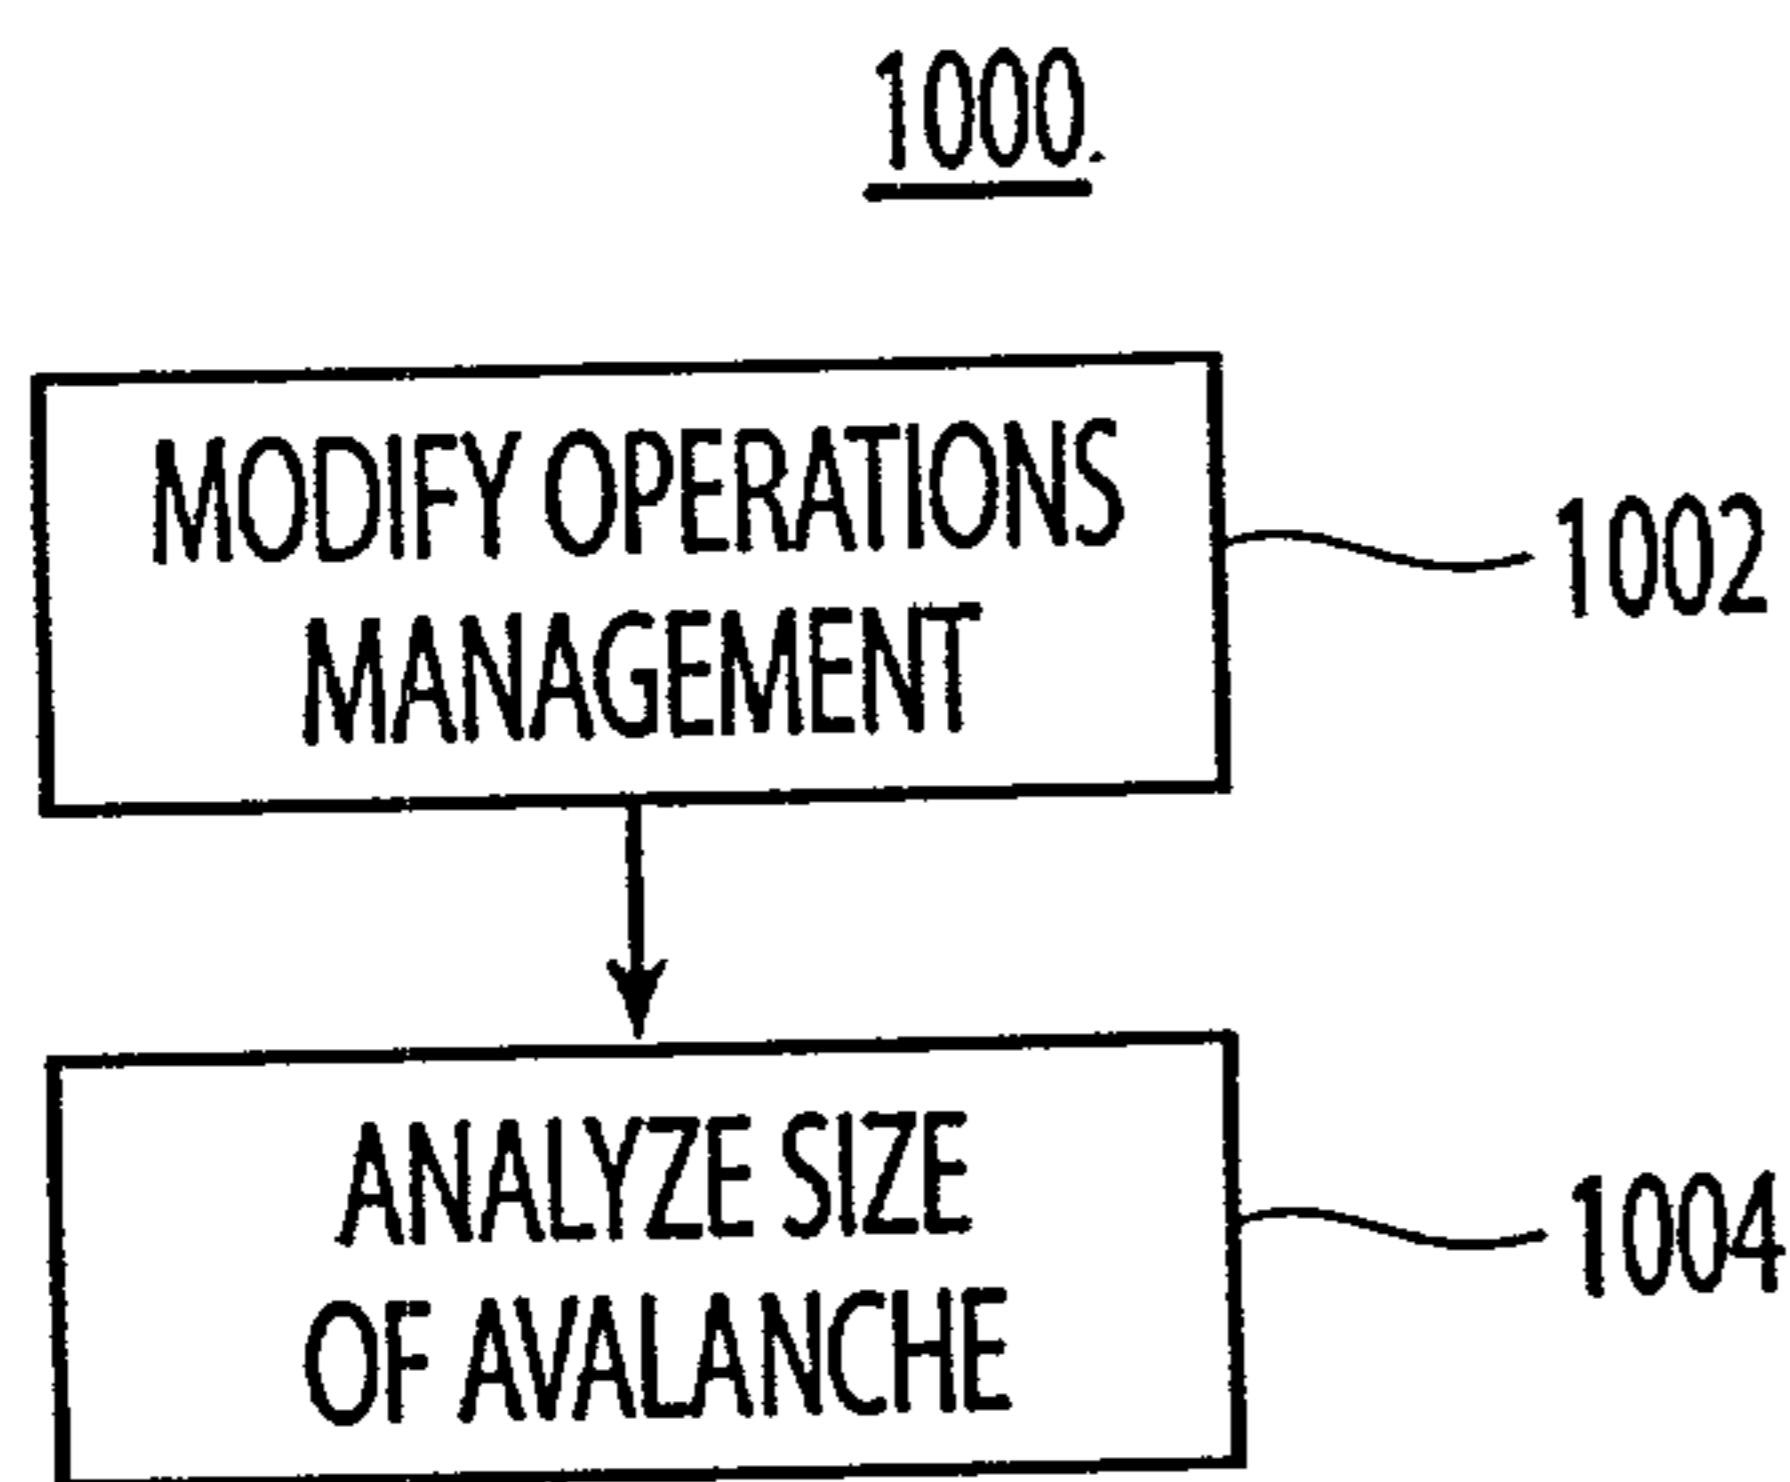 1000
MODIFY OPERATIONS
MANAGEMENT
1002
ANALYZE SIZE
OF AVALANCHE
1004